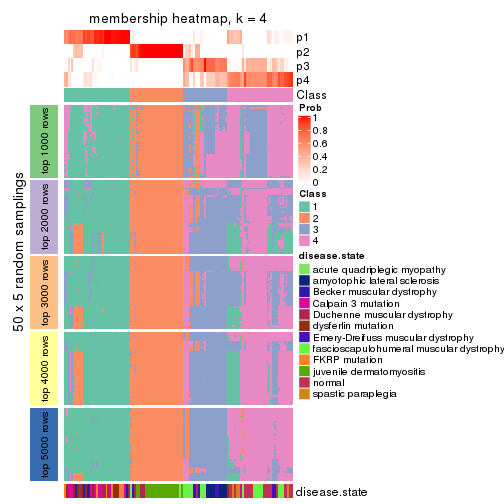 membership heatmap, k = 4
p1
p2
p3
p4
Class
Prob
1
0.8
0.6
0.4
0.2
0
Class
1
2
3
4
disease.state
acute quadriplegic myopathy
amyotophic lateral sclerosis
Becker muscular dystrophy
Calpain 3 mutation
Duchenne muscular dystrophy
dysferlin mutation
Emery-Dreifuss muscular dystrophy
fascioscapulohumeral muscular dystrophy
FKRP mutation
juvenile dermatomyositis
normal
spastic paraplegia
50 x 5 random samplings
top 1000 rows
top 2000 rows
top 3000 rows
top 4000 rows
top 5000 rows
disease.state